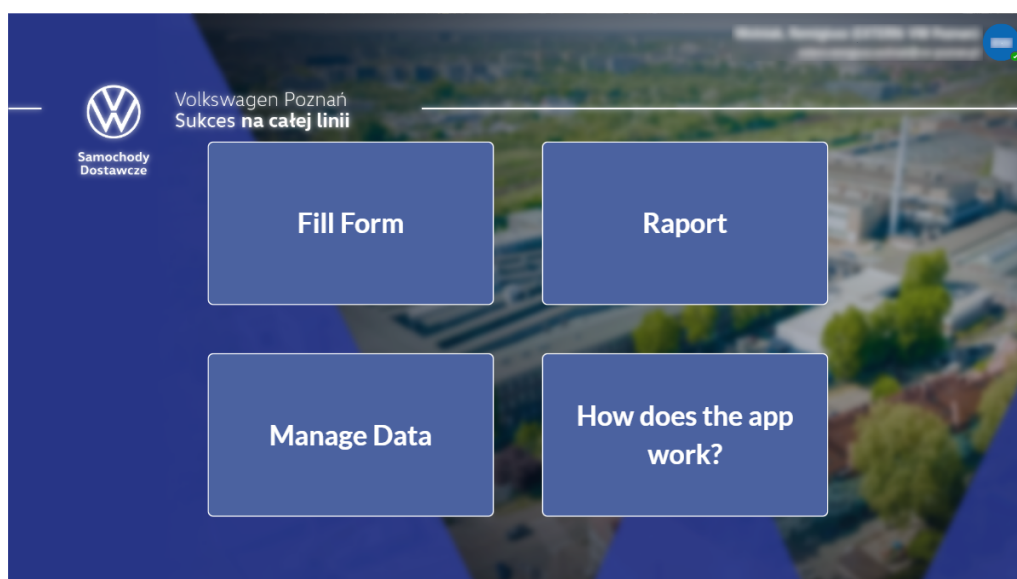 Volkswagen Poznań
Sukces na całej linii
Samochody
Dostawcze
Fill Form
Raport
Manage Data
How does the app
work?